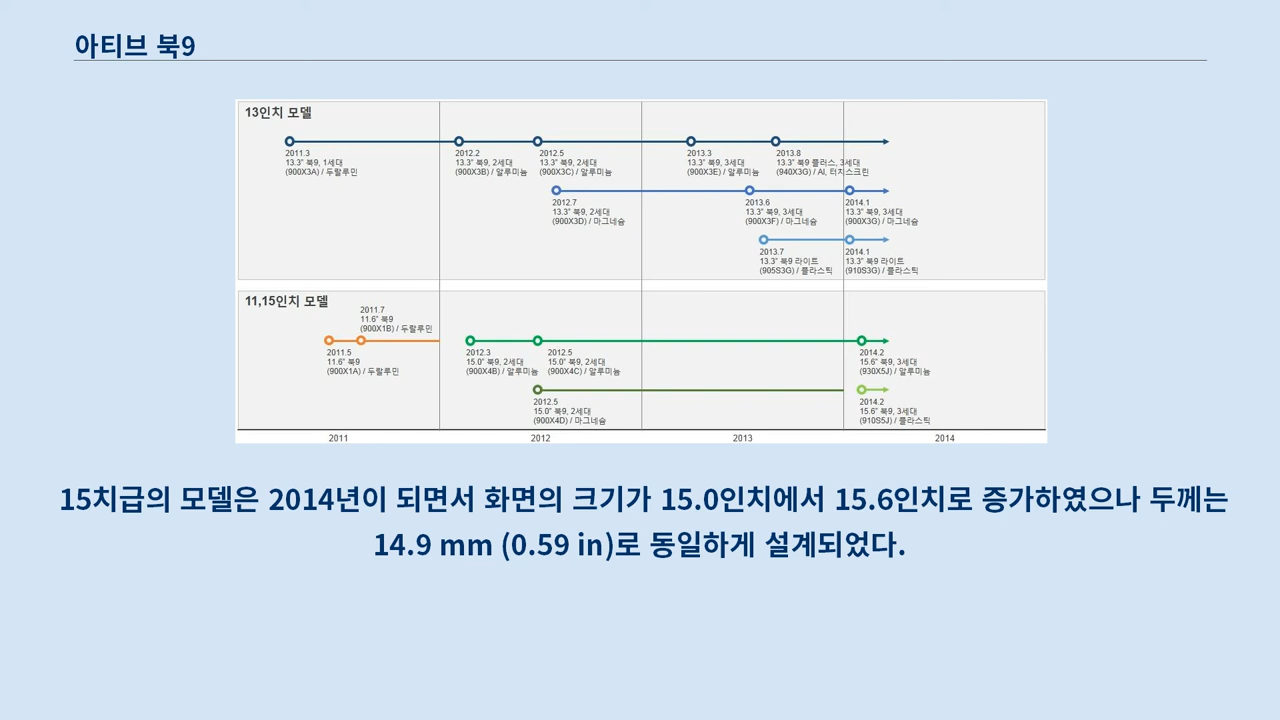 아티브 북9
13인치 모델
2011.3
13.3" 북9, 1세대
(900X3A) / 두랄루민
2012.2
13.3" 북9, 2세대
(900X3B) / 알루미늄
2012.5
13.3" 북9, 2세대
(900X3C) / 알루미늄
2013.3
13.3" 북9, 3세대
(900X3E) / 알루미늄
2013.8
13.3" 북9 플러스, 3세대
(940X3G) / Al, 터치스크린
2012.7
13.3" 북9, 2세대
(900X3D) / 마그네슘
2013.6
13.3" 북9, 3세대
(900X3F) / 마그네슘
2014.1
13.3" 북9, 3세대
(900X3G) / 마그네슘
2013.7
13.3" 북9 라이트
(905S3G) / 플라스틱
2014.1
13.3" 북9 라이트
(910S3G) / 플라스틱
11,15인치 모델
2011.7
11.6" 북9
(900X1B) / 두랄루민
2011.5
11.6" 북9
(900X1A) / 두랄루민
2012.3
15.0" 북9, 2세대
(900X4B) / 알루미늄
2012.5
15.0" 북9, 2세대
(900X4C) / 알루미늄
2014.2
15.6" 북9, 3세대
(930X5J) / 알루미늄
2012.5
15.0" 북9, 2세대
(900X4D) / 마그네슘
2014.2
15.6" 북9, 3세대
(910S5J) / 플라스틱
2011 2012 2013 2014
15치급의 모델은 2014년이 되면서 화면의 크기가 15.0인치에서 15.6인치로 증가하였으나 두께는
14.9 mm (0.59 in)로 동일하게 설계되었다.